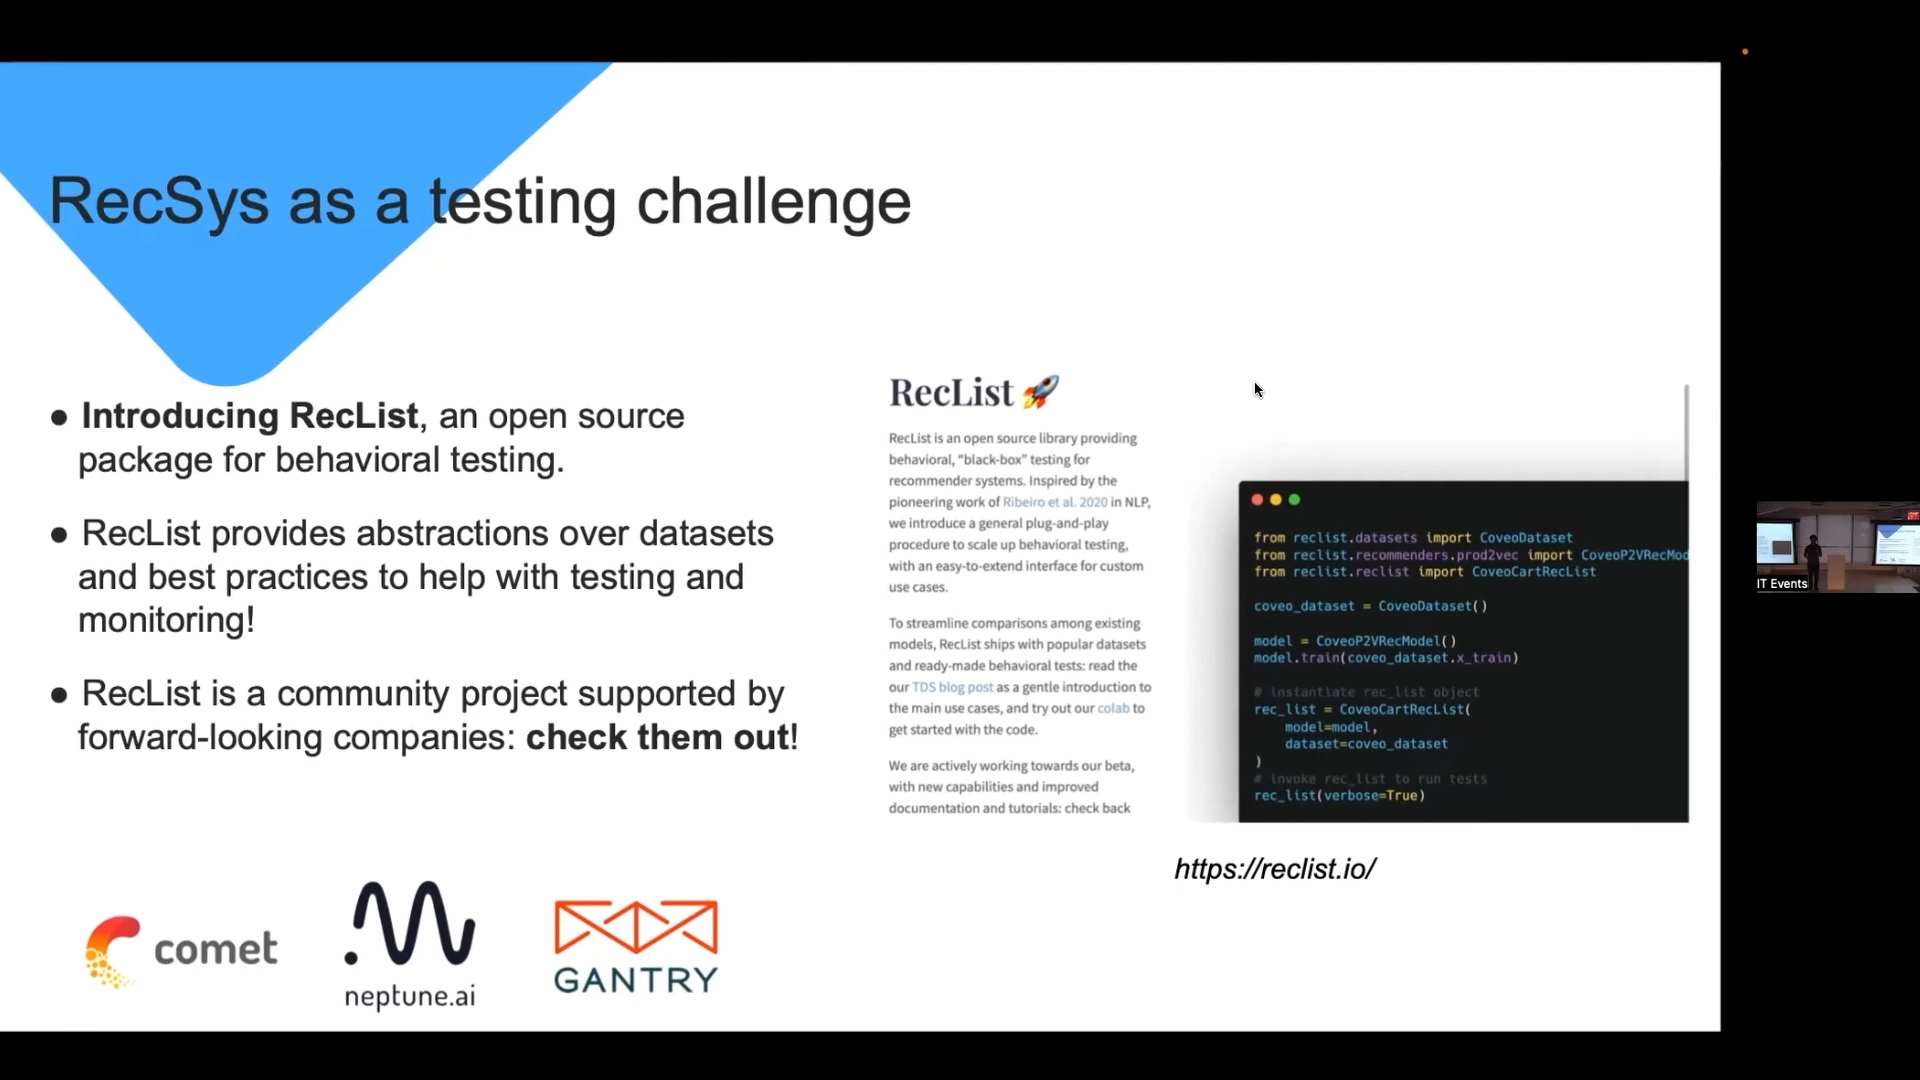 RecSys as a testing challenge
● Introducing RecList, an open source
package for behavioral testing.
● RecList provides abstractions over datasets
and best practices to help with testing and
monitoring!
● RecList is a community project supported by
forward-looking companies: check them out!
comet
neptune.ai
GANTRY
RecList 🚀
RecList is an open source library providing
behavioral, “black-box” testing for
recommender systems. Inspired by the
pioneering work of Ribeiro et al. 2020 in NLP,
we introduce a general plug-and-play
procedure to scale up behavioral testing,
with an easy-to-extend interface for custom
use cases.
To streamline comparisons among existing
models, RecList ships with popular datasets
and ready-made behavioral tests: read the
our TDS blog post as a gentle introduction to
the main use cases, and try out our colab to
get started with the code.
We are actively working towards our beta,
with new capabilities and improved
documentation and tutorials: check back
from reclist.datasets import CoveoDataset
from reclist.recommenders.prod2vec import CoveoP2VRecMod
from reclist.reclist import CoveoCartRecList
coveo_dataset = CoveoDataset()
model = CoveoP2VRecModel()
model.train(coveo_dataset.x_train)
# instantiate rec_list object
rec_list = CoveoCartRecList(
model=model,
dataset=coveo_dataset
)
# invoke rec_list to run tests
rec_list(verbose=True)
https://reclist.io/
IT Events